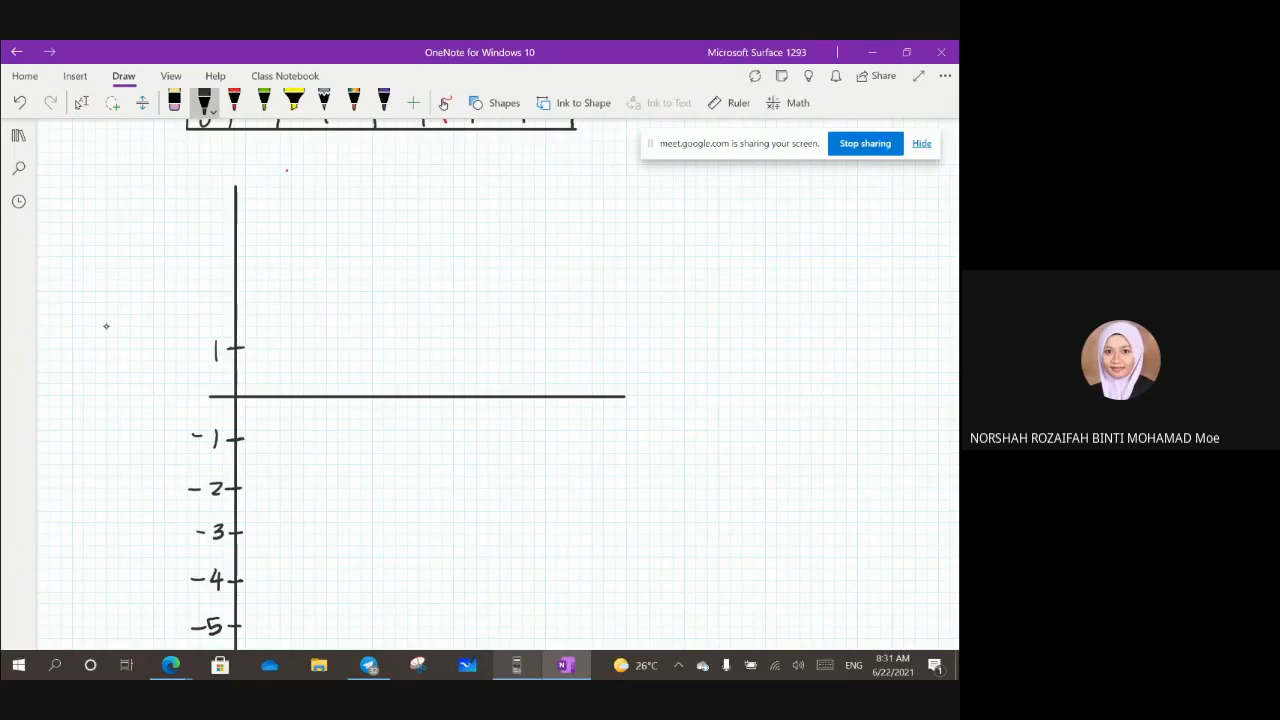 OneNote for Windows 10
Microsoft Surface 1293
Home Insert Draw View Help Class Notebook
Share
Shapes Ink to Shape Ink to Text Ruler Math
meet.google.com is sharing your screen. Stop sharing Hide
1
-1
-2
-3
-4
-5
NORSHAH ROZAIFAH BINTI MOHAMAD Moe
26°C ENG 8:31 AM
6/22/2021
1